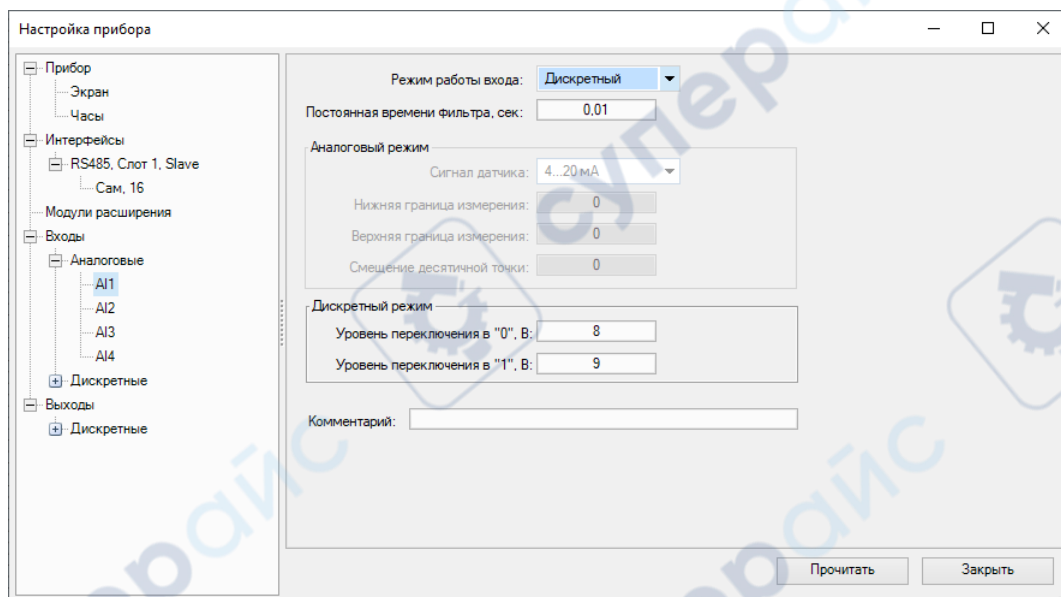 Настройка прибора
Прибор
Экран
Часы
Интерфейсы
RS485, Слот 1, Slave
Сам, 16
Модули расширения
Входы
Аналоговые
AI1
AI2
AI3
AI4
Дискретные
Выходы
Дискретные
Режим работы входа: Дискретный
Постоянная времени фильтра, сек: 0,01
Аналоговый режим
Сигнал датчика: 4...20 мА
Нижняя граница измерения: 0
Верхняя граница измерения: 0
Смещение десятичной точки: 0
Дискретный режим
Уровень переключения в "0", В: 8
Уровень переключения в "1", В: 9
Комментарий:
Прочитать Закрыть
супер
райс
ерайс